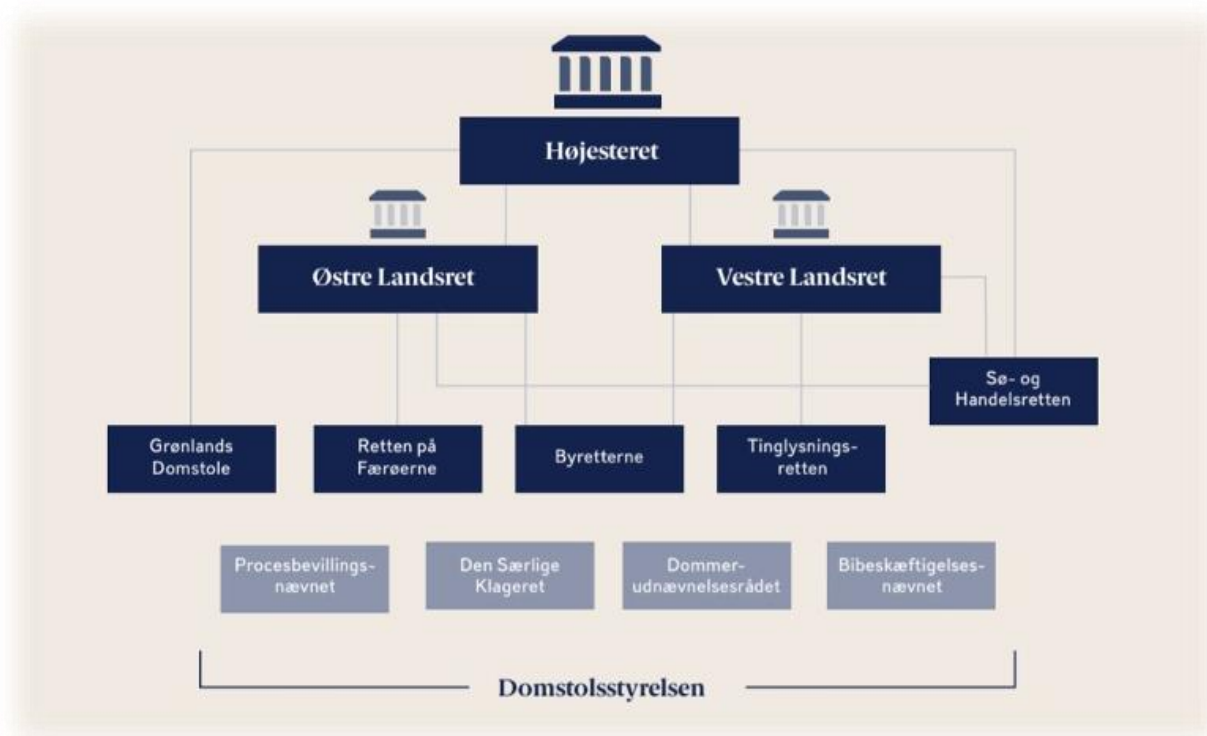 Højesteret
Østre Landsret
Vestre Landsret
Sø- og
Handelsretten
Grønlands
Domstole
Retten på
Færøerne
Byretterne
Tinglysnings-
retten
Procesbevillings-
nævnet
Den Særlige
Klageret
Dommer-
udnævnelsesrådet
Bibeskæftigelses-
nævnet
Domstolsstyrelsen